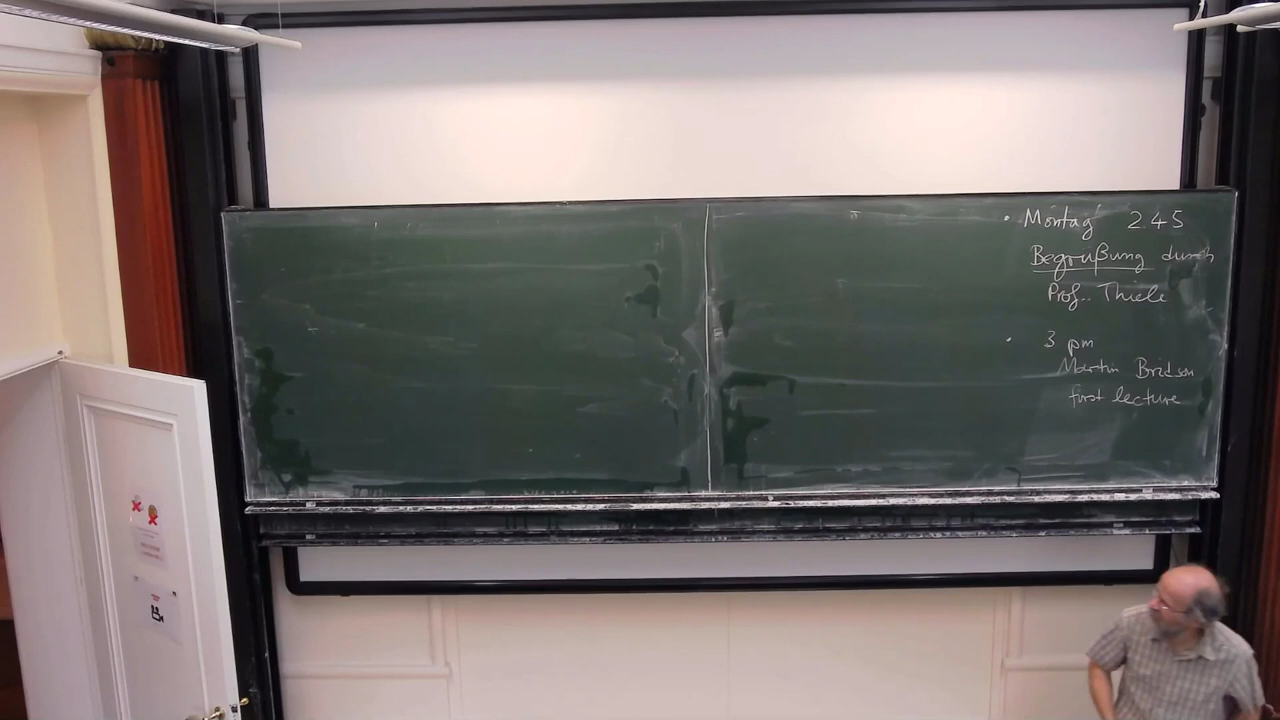 • Montag 2.45
Begrüßung durch
Prof. Thiele
• 3 pm
Martin Bridson
first lecture